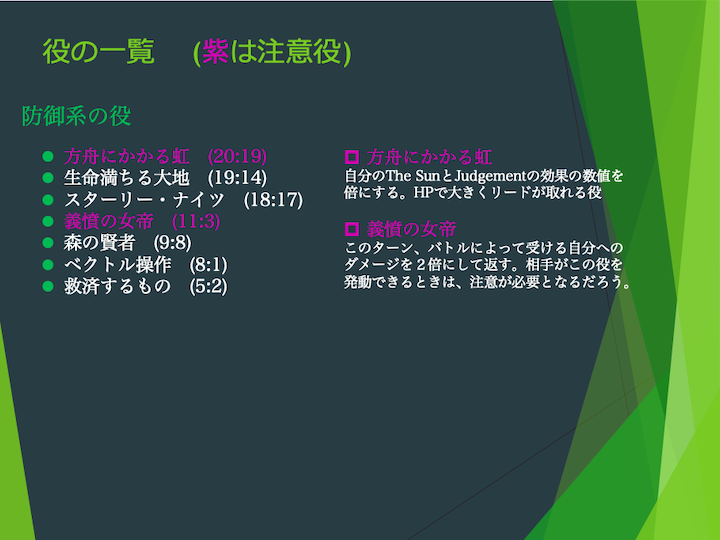 役の一覧　(紫は注意役)
防御系の役
方舟にかかる虹　(20:19)
生命満ちる大地　(19:14)
スターリー・ナイツ　(18:17)
義憤の女帝　(11:3)
森の賢者　(9:8)
ベクトル操作　(8:1)
救済するもの　(5:2)
方舟にかかる虹
自分のThe SunとJudgementの効果の数値を
倍にする。HPで大きくリードが取れる役
義憤の女帝
このターン、バトルによって受ける自分への
ダメージを２倍にして返す。相手がこの役を
発動できるときは、注意が必要となるだろう。